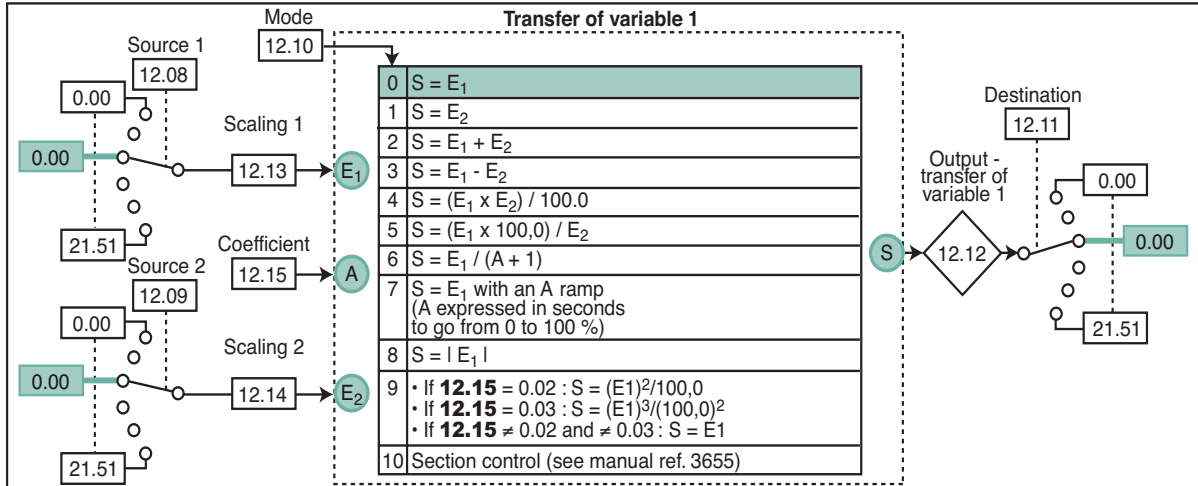 Transfer of variable 1
Mode
12.10
Source 1
12.08
0.00
0.00
21.51
Scaling 1
12.13
E₁
Coefficient
12.15
A
Source 2
12.09
0.00
0.00
21.51
Scaling 2
12.14
E₂
0 S = E₁
1 S = E₂
2 S = E₁ + E₂
3 S = E₁ - E₂
4 S = (E₁ x E₂) / 100.0
5 S = (E₁ x 100,0) / E₂
6 S = E₁ / (A + 1)
7 S = E₁ with an A ramp
(A expressed in seconds
to go from 0 to 100 %)
8 S = | E₁ |
9 • If 12.15 = 0.02 : S = (E1)²/100,0
• If 12.15 = 0.03 : S = (E1)³/(100,0)²
• If 12.15 ≠ 0.02 and ≠ 0.03 : S = E1
10 Section control (see manual ref. 3655)
S
Output -
transfer of
variable 1
12.12
Destination
12.11
0.00
0.00
21.51